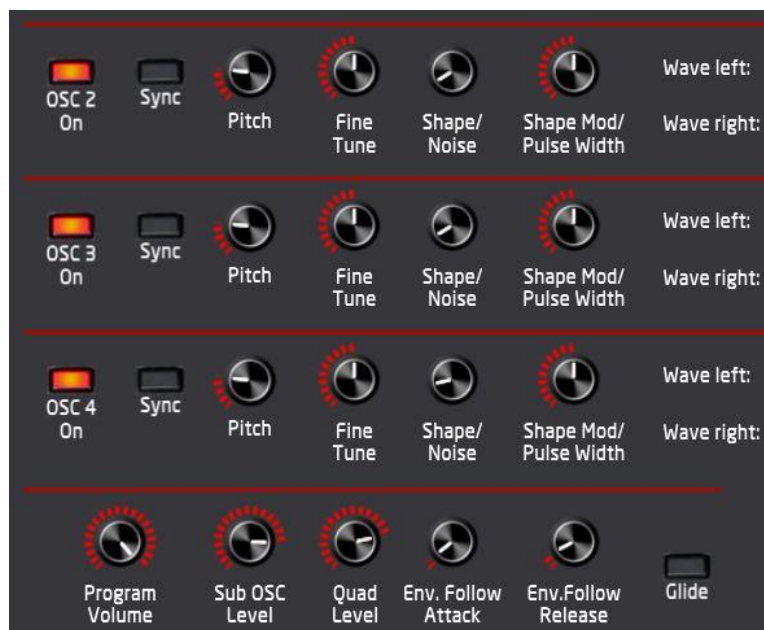 OSC 2 On
Sync
Pitch
Fine Tune
Shape/ Noise
Shape Mod/ Pulse Width
Wave left:
Wave right:
OSC 3 On
Sync
Pitch
Fine Tune
Shape/ Noise
Shape Mod/ Pulse Width
Wave left:
Wave right:
OSC 4 On
Sync
Pitch
Fine Tune
Shape/ Noise
Shape Mod/ Pulse Width
Wave left:
Wave right:
Program Volume
Sub OSC Level
Quad Level
Env. Follow Attack
Env.Follow Release
Glide